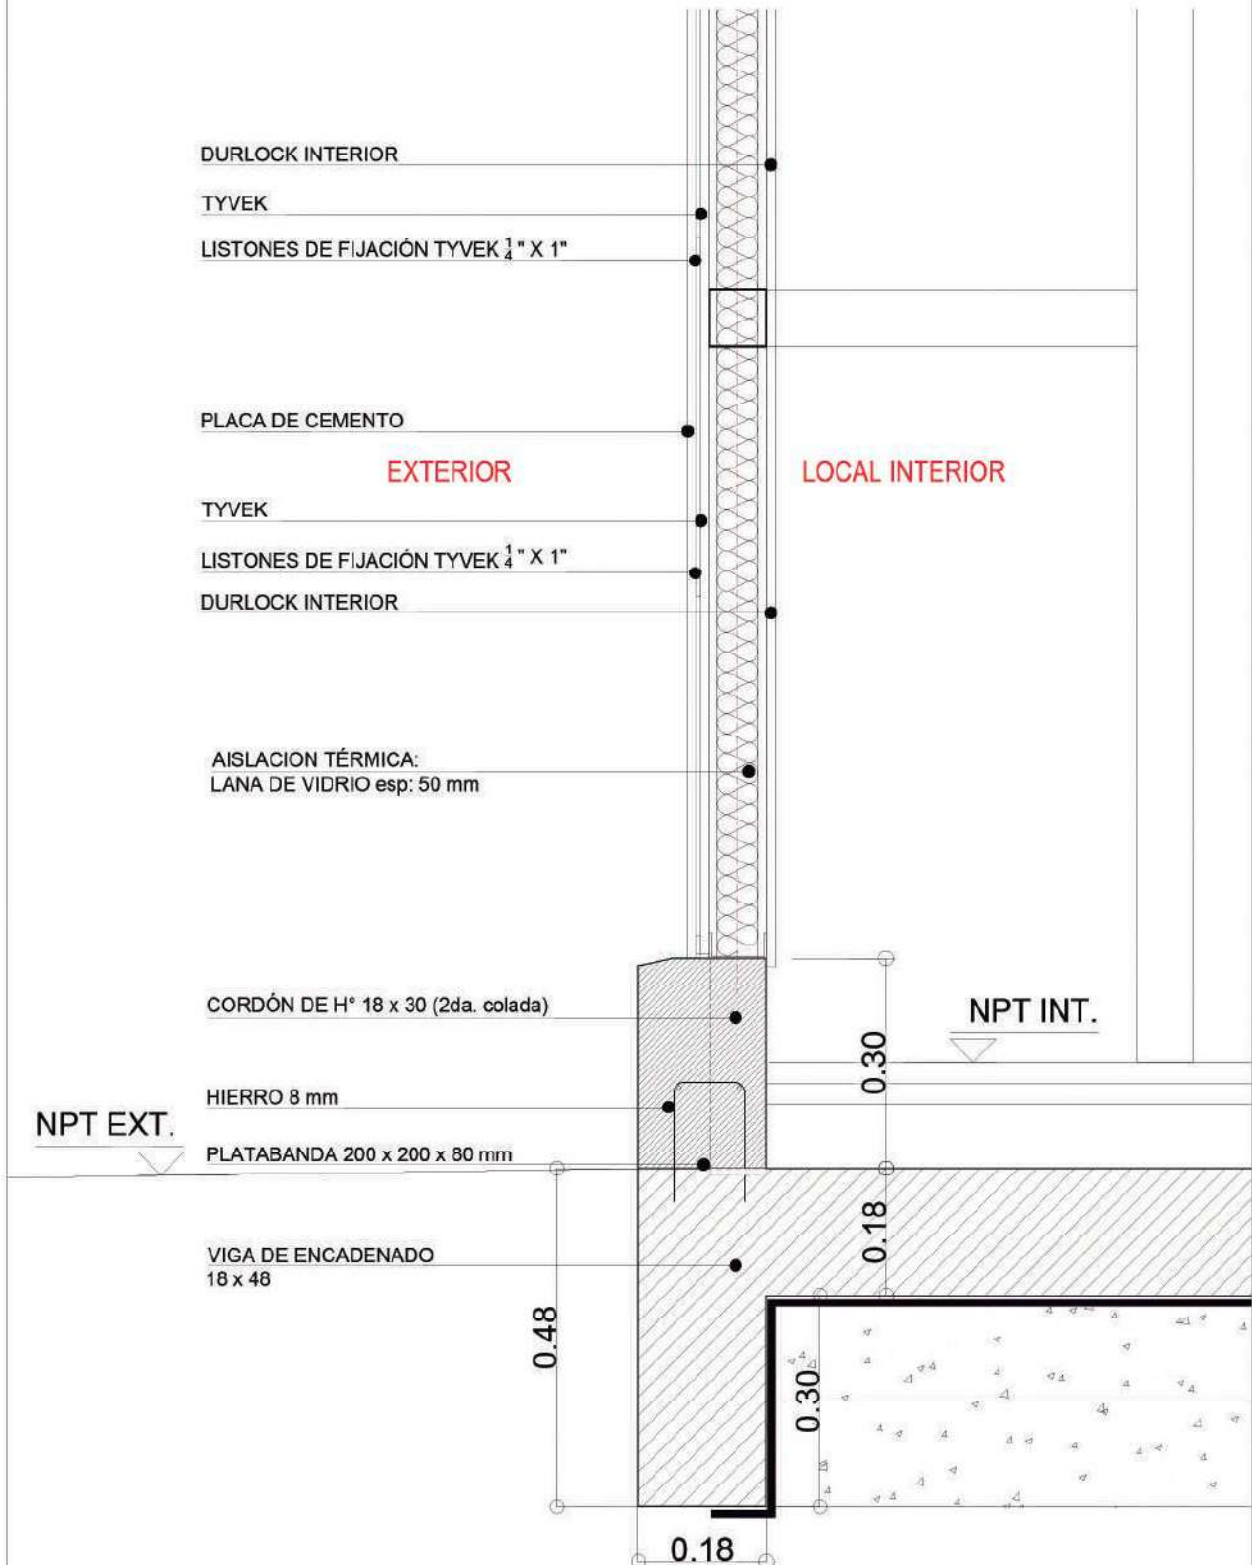 DURLOCK INTERIOR
TYVEK
LISTONES DE FIJACIÓN TYVEK 1/4" X 1"
PLACA DE CEMENTO
EXTERIOR
LOCAL INTERIOR
TYVEK
LISTONES DE FIJACIÓN TYVEK 1/4" X 1"
DURLOCK INTERIOR
AISLACION TÉRMICA:
LANA DE VIDRIO esp: 50 mm
CORDÓN DE H° 18 x 30 (2da. colada)
NPT INT.
0.30
HIERRO 8 mm
NPT EXT.
PLATABANDA 200 x 200 x 80 mm
0.18
VIGA DE ENCADENADO
18 x 48
0.48
0.30
0.18